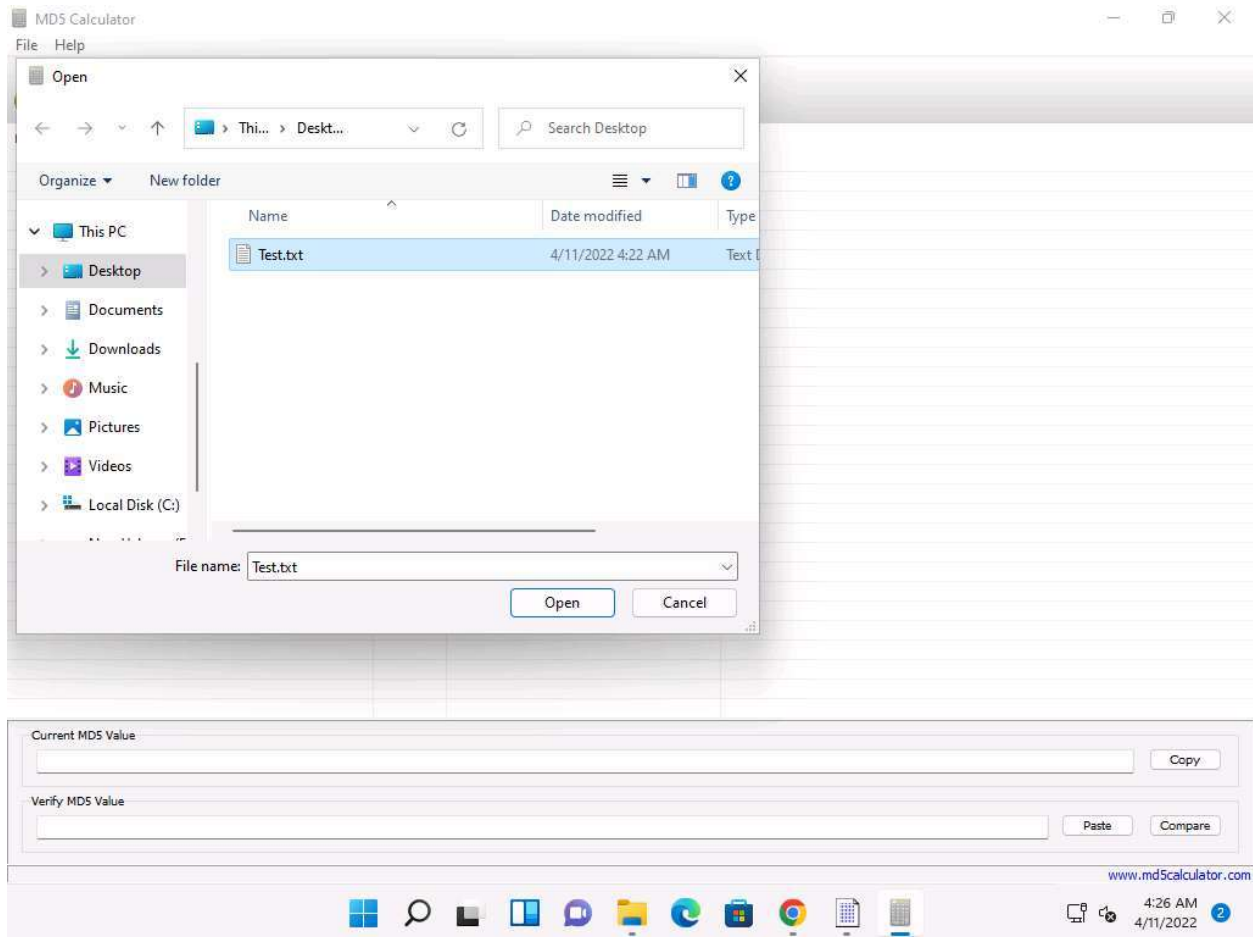 MD5 Calculator
File Help
Open
Thi... > Deskt...
Search Desktop
Organize
New folder
Name
Date modified
Type
This PC
Test.txt
4/11/2022 4:22 AM
Text
Desktop
Documents
Downloads
Music
Pictures
Videos
Local Disk (C:)
File name: Test.txt
Open
Cancel
Current MD5 Value
Copy
Verify MD5 Value
Paste
Compare
www.md5calculator.com
4:26 AM
4/11/2022
2